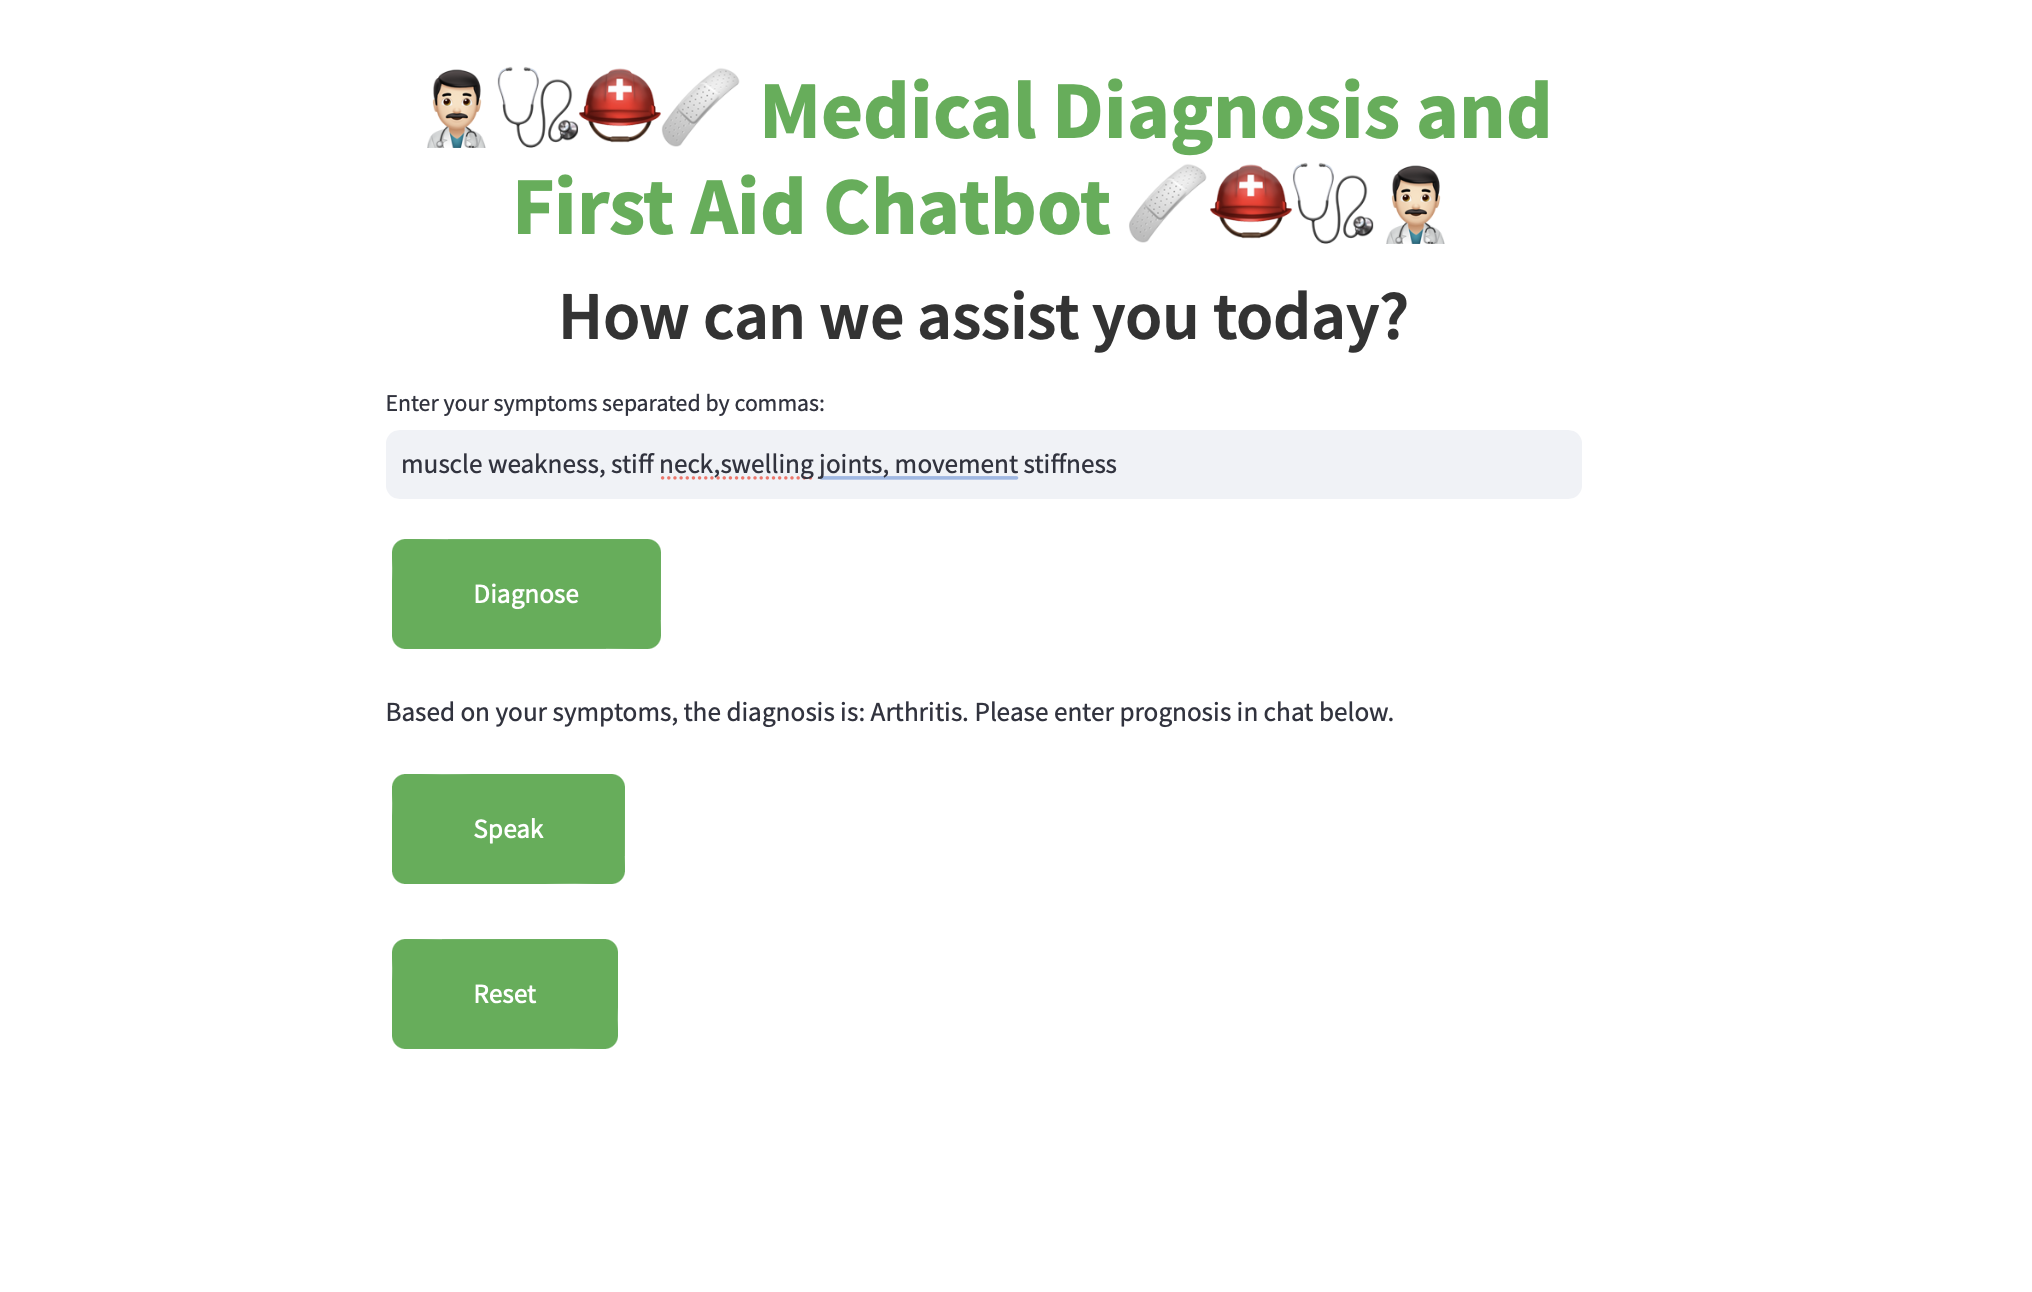 Medical Diagnosis and
First Aid Chatbot
How can we assist you today?
Enter your symptoms separated by commas:
muscle weakness, stiff neck,swelling joints, movement stiffness
Diagnose
Based on your symptoms, the diagnosis is: Arthritis. Please enter prognosis in chat below.
Speak
Reset